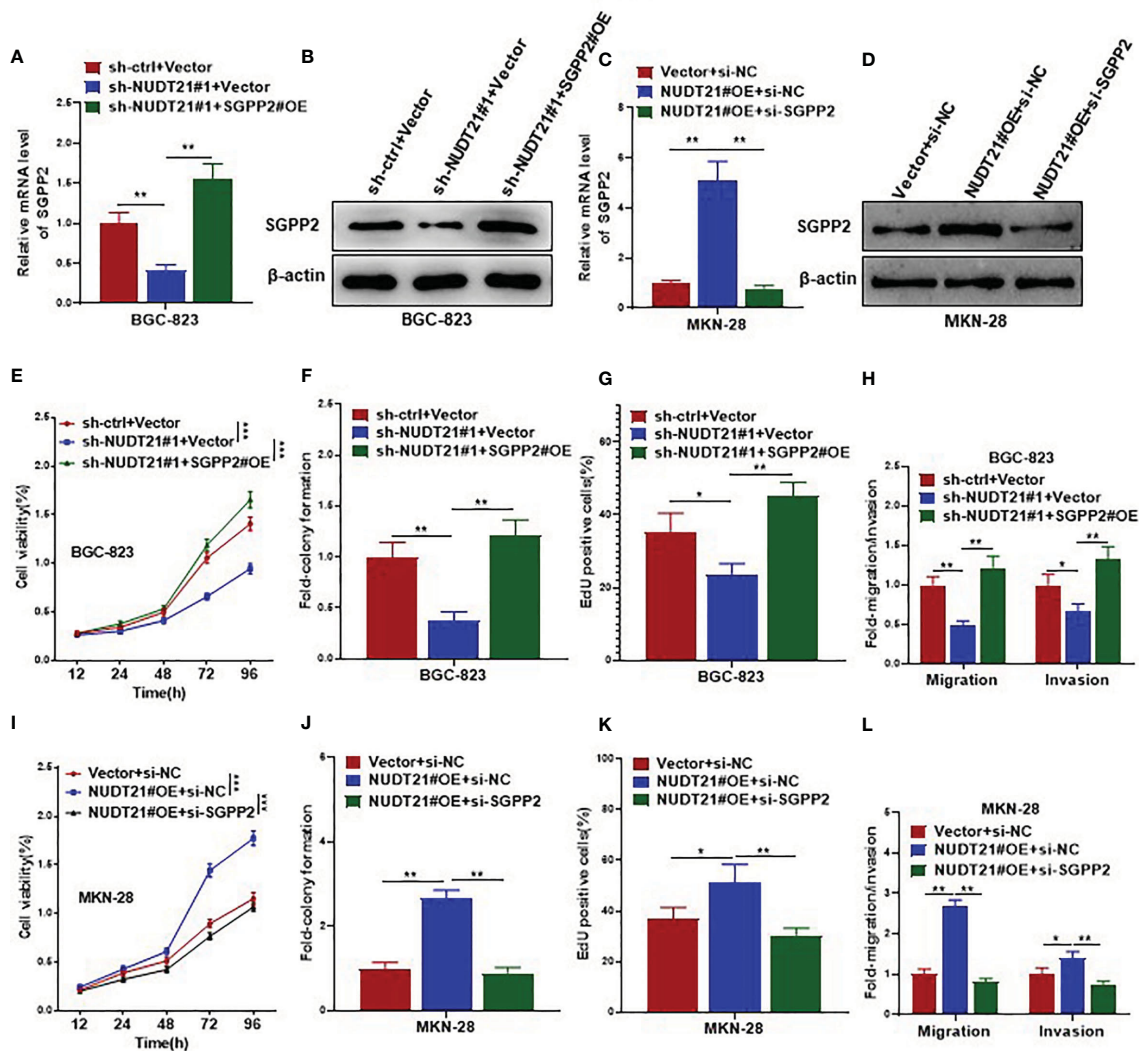 A
sh-ctrl+Vector
sh-NUDT21#1+Vector
sh-NUDT21#1+SGPP2#OE
Relative mRNA level
of SGPP2
2.5
2.0
1.5
1.0
0.5
0.0
**
**
BGC-823
B
sh-ctrl+Vector
sh-NUDT21#1+Vector
sh-NUDT21#1+SGPP2#OE
SGPP2
β-actin
BGC-823
C
Vector+si-NC
NUDT21#OE+si-NC
NUDT21#OE+si-SGPP2
Relative mRNA level
of SGPP2
8
6
4
2
0
**
**
MKN-28
D
Vector+si-NC
NUDT21#OE+si-NC
NUDT21#OE+si-SGPP2
SGPP2
β-actin
MKN-28
E
sh-ctrl+Vector
sh-NUDT21#1+Vector
sh-NUDT21#1+SGPP2#OE
***
***
Cell viability(%)
2.5
2.0
1.5
1.0
0.5
0.0
BGC-823
12 24 48 72 96
Time(h)
F
sh-ctrl+Vector
sh-NUDT21#1+Vector
sh-NUDT21#1+SGPP2#OE
Fold-colony formation
2.5
2.0
1.5
1.0
0.5
0.0
**
**
BGC-823
G
sh-ctrl+Vector
sh-NUDT21#1+Vector
sh-NUDT21#1+SGPP2#OE
EdU positive cells(%)
80
60
40
20
0
*
**
BGC-823
H
BGC-823
sh-ctrl+Vector
sh-NUDT21#1+Vector
sh-NUDT21#1+SGPP2#OE
Fold-migration/invasion
2.5
2.0
1.5
1.0
0.5
0.0
**
**
*
**
Migration Invasion
I
Vector+si-NC
NUDT21#OE+si-NC
NUDT21#OE+si-SGPP2
***
***
Cell viability(%)
2.5
2.0
1.5
1.0
0.5
0.0
MKN-28
12 24 48 72 96
Time(h)
J
Vector+si-NC
NUDT21#OE+si-NC
NUDT21#OE+si-SGPP2
Fold-colony formation
6
4
2
0
**
**
MKN-28
K
Vector+si-NC
NUDT21#OE+si-NC
NUDT21#OE+si-SGPP2
EdU positive cells(%)
100
80
60
40
20
0
*
**
MKN-28
L
MKN-28
Vector+si-NC
NUDT21#OE+si-NC
NUDT21#OE+si-SGPP2
Fold-migration/invasion
5
4
3
2
1
0
**
**
*
**
Migration Invasion